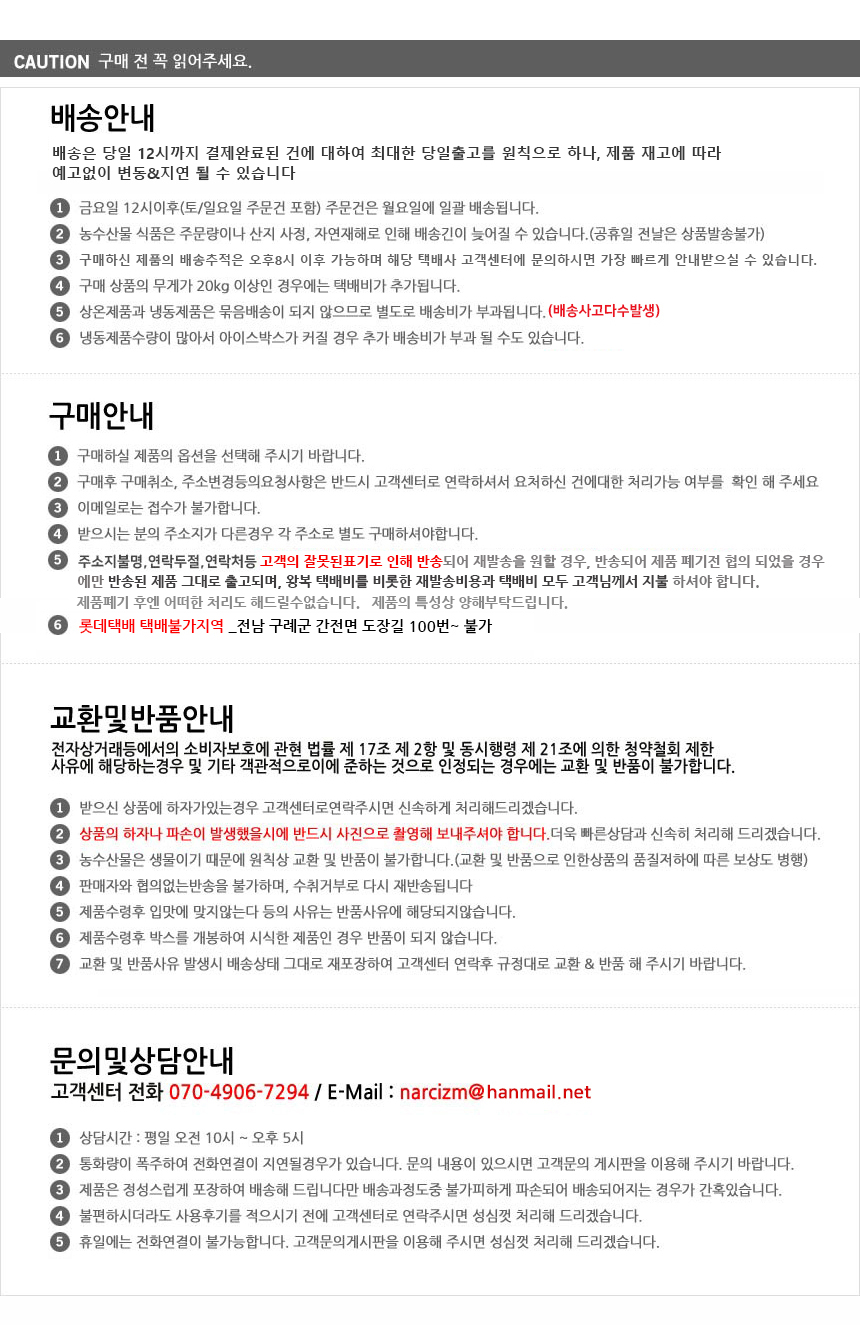 CAUTION 구매 전 꼭 읽어주세요.
배송안내
배송은 당일 12시까지 결제완료된 건에 대하여 최대한 당일출고를 원칙으로 하나, 제품 재고에 따라
예고없이 변동&지연 될 수 있습니다
1 금요일 12시이후(토/일요일 주문건 포함) 주문건은 월요일에 일괄 배송됩니다.
2 농수산물 식품은 주문량이나 산지 사정, 자연재해로 인해 배송긴이 늦어질 수 있습니다.(공휴일 전날은 상품발송불가)
3 구매하신 제품의 배송추적은 오후8시 이후 가능하며 해당 택배사 고객센터에 문의하시면 가장 빠르게 안내받으실 수 있습니다.
4 구매 상품의 무게가 20kg 이상인 경우에는 택배비가 추가됩니다.
5 상온제품과 냉동제품은 묶음배송이 되지 않으므로 별도로 배송비가 부과됩니다.(배송사고다수발생)
6 냉동제품수량이 많아서 아이스박스가 커질 경우 추가 배송비가 부과 될 수도 있습니다.
구매안내
1 구매하실 제품의 옵션을 선택해 주시기 바랍니다.
2 구매후 구매취소, 주소변경등의요청사항은 반드시 고객센터로 연락하셔서 요처하신 건에대한 처리가능 여부를 확인 해 주세요
3 이메일로는 접수가 불가합니다.
4 받으시는 분의 주소지가 다른경우 각 주소로 별도 구매하셔야합니다.
5 주소지불명,연락두절,연락처등 고객의 잘못된표기로 인해 반송되어 재발송을 원할 경우, 반송되어 제품 폐기전 협의 되었을 경우
에만 반송된 제품 그대로 출고되며, 왕복 택배비를 비롯한 재발송비용과 택배비 모두 고객님께서 지불 하셔야 합니다.
제품폐기 후엔 어떠한 처리도 해드릴수없습니다. 제품의 특성상 양해부탁드립니다.
6 롯데택배 택배불가지역 _전남 구례군 간전면 도장길 100번~ 불가
교환및반품안내
전자상거래등에서의 소비자보호에 관현 법률 제 17조 제 2항 및 동시행령 제 21조에 의한 청약철회 제한
사유에 해당하는경우 및 기타 객관적으로이에 준하는 것으로 인정되는 경우에는 교환 및 반품이 불가합니다.
1 받으신 상품에 하자가있는경우 고객센터로연락주시면 신속하게 처리해드리겠습니다.
2 상품의 하자나 파손이 발생했을시에 반드시 사진으로 촬영해 보내주셔야 합니다.더욱 빠른상담과 신속히 처리해 드리겠습니다.
3 농수산물은 생물이기 때문에 원칙상 교환 및 반품이 불가합니다.(교환 및 반품으로 인한상품의 품질저하에 따른 보상도 병행)
4 판매자와 협의없는반송을 불가하며, 수취거부로 다시 재반송됩니다
5 제품수령후 입맛에 맞지않는다 등의 사유는 반품사유에 해당되지않습니다.
6 제품수령후 박스를 개봉하여 시식한 제품인 경우 반품이 되지 않습니다.
7 교환 및 반품사유 발생시 배송상태 그대로 재포장하여 고객센터 연락후 규정대로 교환 & 반품 해 주시기 바랍니다.
문의및상담안내
고객센터 전화 070-4906-7294 / E-Mail : narcizm@hanmail.net
1 상담시간 : 평일 오전 10시 ~ 오후 5시
2 통화량이 폭주하여 전화연결이 지연될경우가 있습니다. 문의 내용이 있으시면 고객문의 게시판을 이용해 주시기 바랍니다.
3 제품은 정성스럽게 포장하여 배송해 드립니다만 배송과정도중 불가피하게 파손되어 배송되어지는 경우가 간혹있습니다.
4 불편하시더라도 사용후기를 적으시기 전에 고객센터로 연락주시면 성심껏 처리해 드리겠습니다.
5 휴일에는 전화연결이 불가능합니다. 고객문의게시판을 이용해 주시면 성심껏 처리해 드리겠습니다.